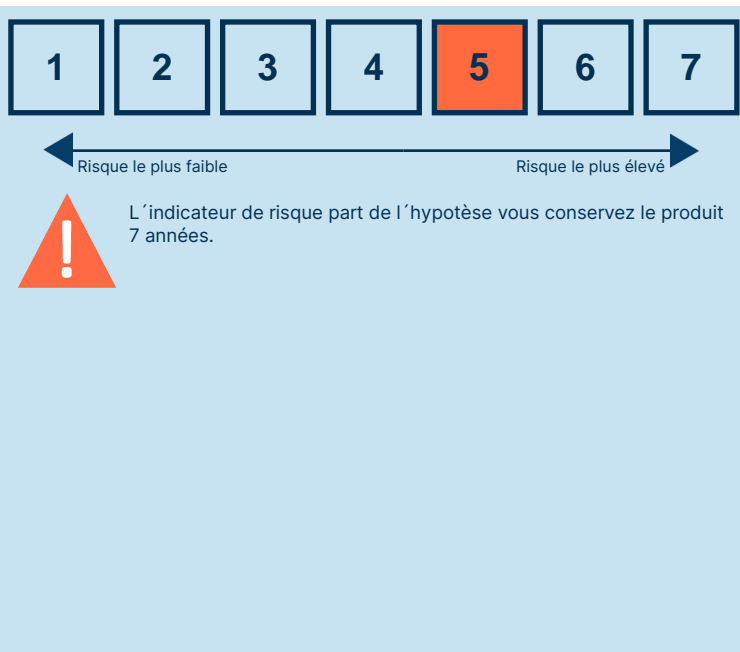 1 2 3 4 5 6 7
Risque le plus faible Risque le plus élevé
!
L´indicateur de risque part de l´hypotèse vous conservez le produit
7 années.